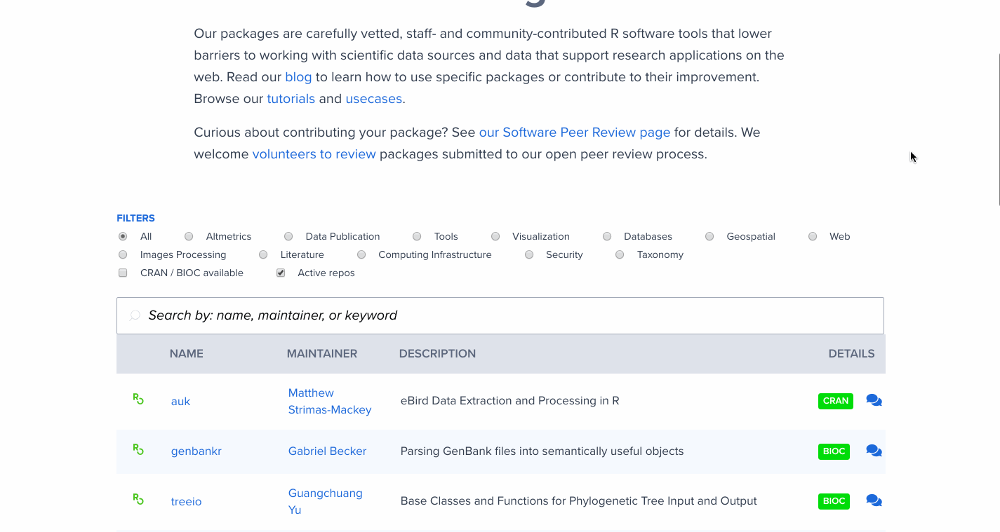 Our packages are carefully vetted, staff- and community-contributed R software tools that lower
barriers to working with scientific data sources and data that support research applications on the
web. Read our blog to learn how to use specific packages or contribute to their improvement.
Browse our tutorials and usecases.
Curious about contributing your package? See our Software Peer Review page for details. We
welcome volunteers to review packages submitted to our open peer review process.
FILTERS
All Altmetrics Data Publication Tools Visualization Databases Geospatial Web
Images Processing Literature Computing Infrastructure Security Taxonomy
CRAN / BIOC available Active repos
Search by: name, maintainer, or keyword
NAME MAINTAINER DESCRIPTION DETAILS
auk Matthew Strimas-Mackey eBird Data Extraction and Processing in R CRAN
genbankr Gabriel Becker Parsing GenBank files into semantically useful objects BIOC
treeio Guangchuang Yu Base Classes and Functions for Phylogenetic Tree Input and Output BIOC